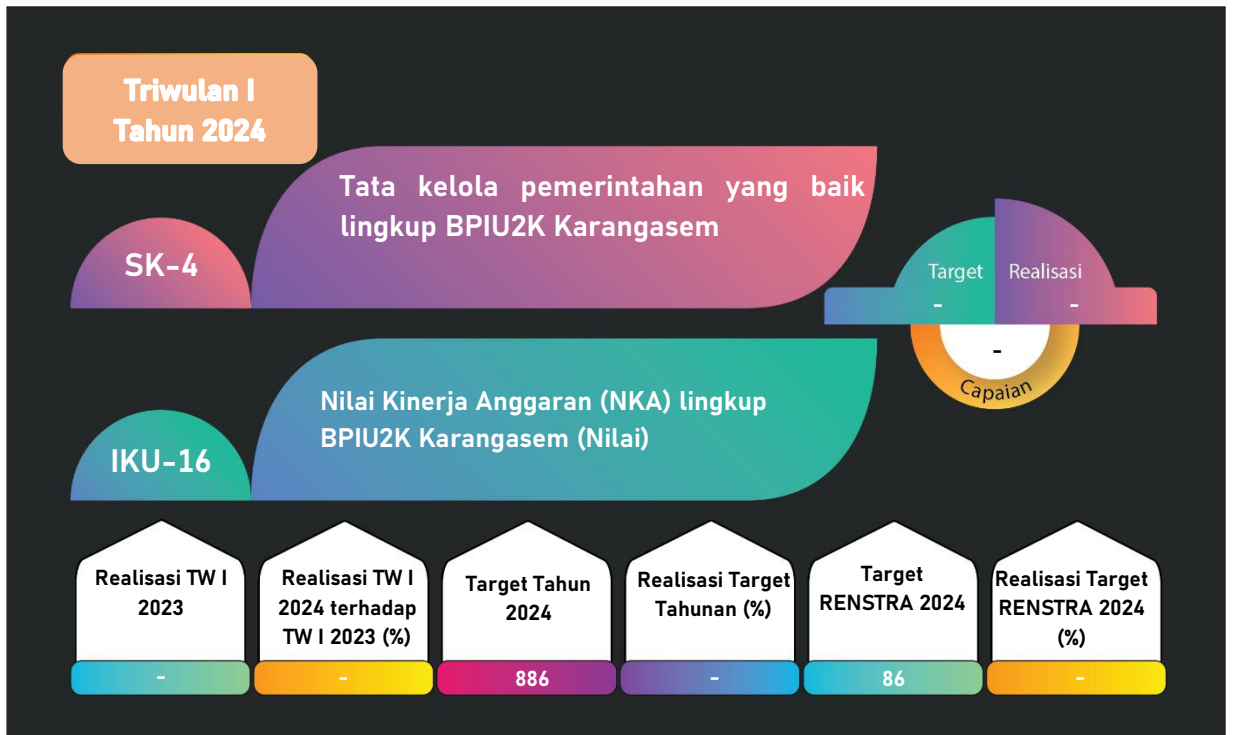 Triwulan I
Tahun 2024
Tata kelola pemerintahan yang baik
lingkup BPIU2K Karangasem
SK-4
Target
-
Realisasi
-
-
Capaian
Nilai Kinerja Anggaran (NKA) lingkup
BPIU2K Karangasem (Nilai)
IKU-16
Realisasi TW I
2023
-
Realisasi TW I
2024 terhadap
TW I 2023 (%)
-
Target Tahun
2024
886
Realisasi Target
Tahunan (%)
-
Target
RENSTRA 2024
86
Realisasi Target
RENSTRA 2024
(%)
-